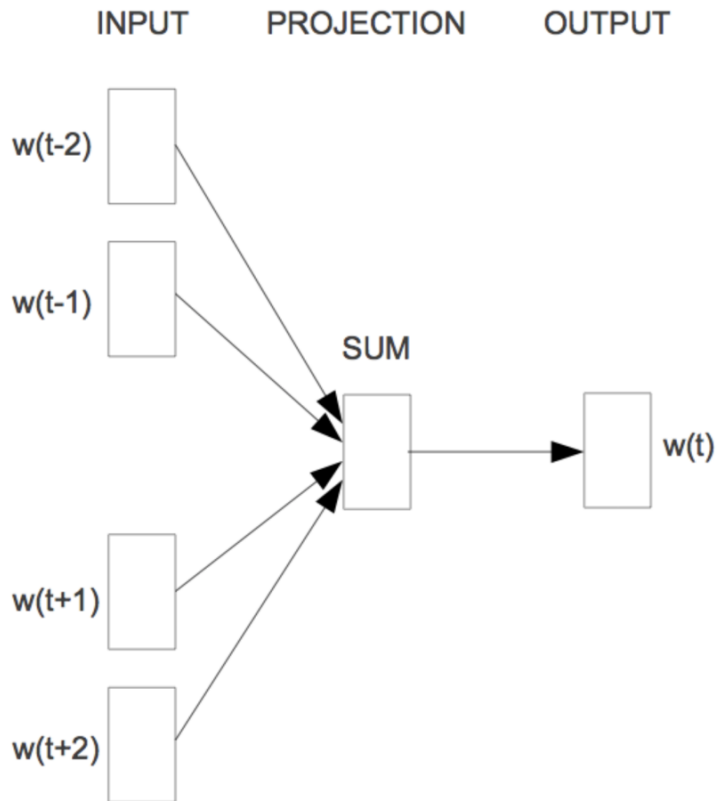 INPUT PROJECTION OUTPUT
w(t-2)
w(t-1)
SUM
w(t)
w(t+1)
w(t+2)